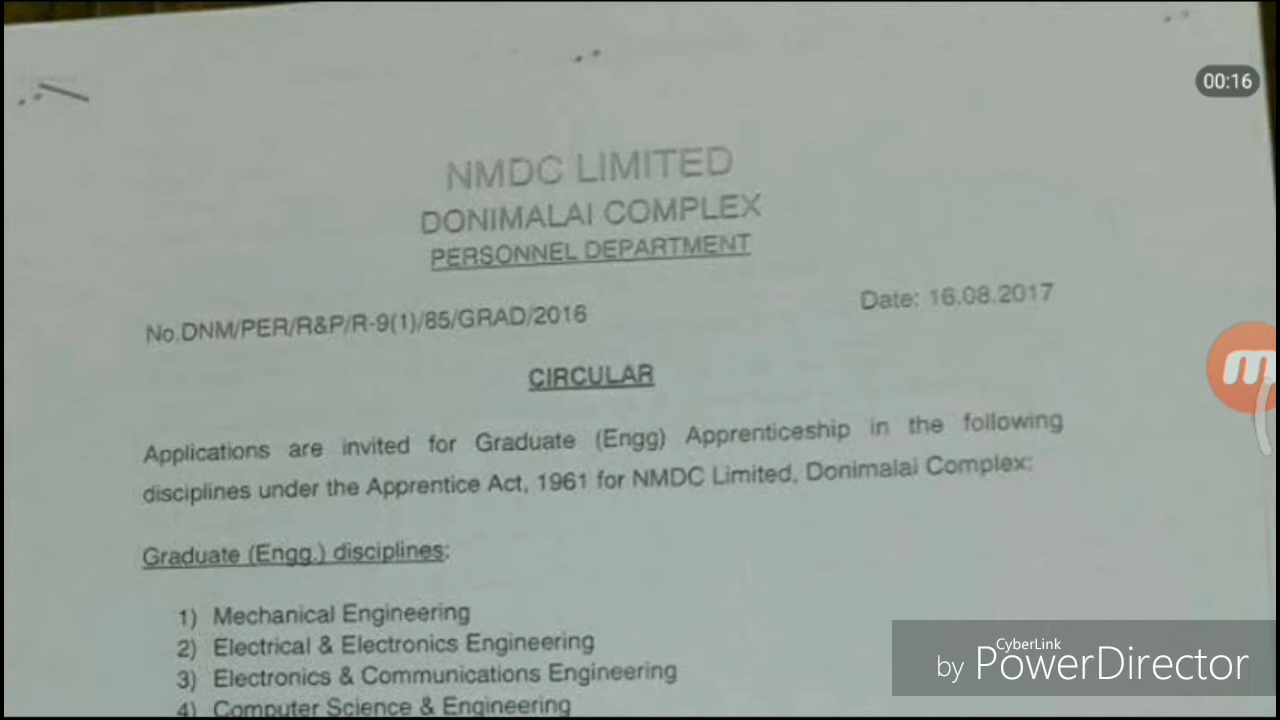 00:16
NMDC LIMITED
DONIMALAI COMPLEX
PERSONNEL DEPARTMENT
No.DNM/PER/R&P/R-9(1)/85/GRAD/2016
Date: 16.08.2017
CIRCULAR
Applications are invited for Graduate (Engg) Apprenticeship in the following
disciplines under the Apprentice Act, 1961 for NMDC Limited, Donimalai Complex:
Graduate (Engg.) disciplines:
1) Mechanical Engineering
2) Electrical & Electronics Engineering
3) Electronics & Communications Engineering
4) Computer Science & Engineering
CyberLink
by PowerDirector